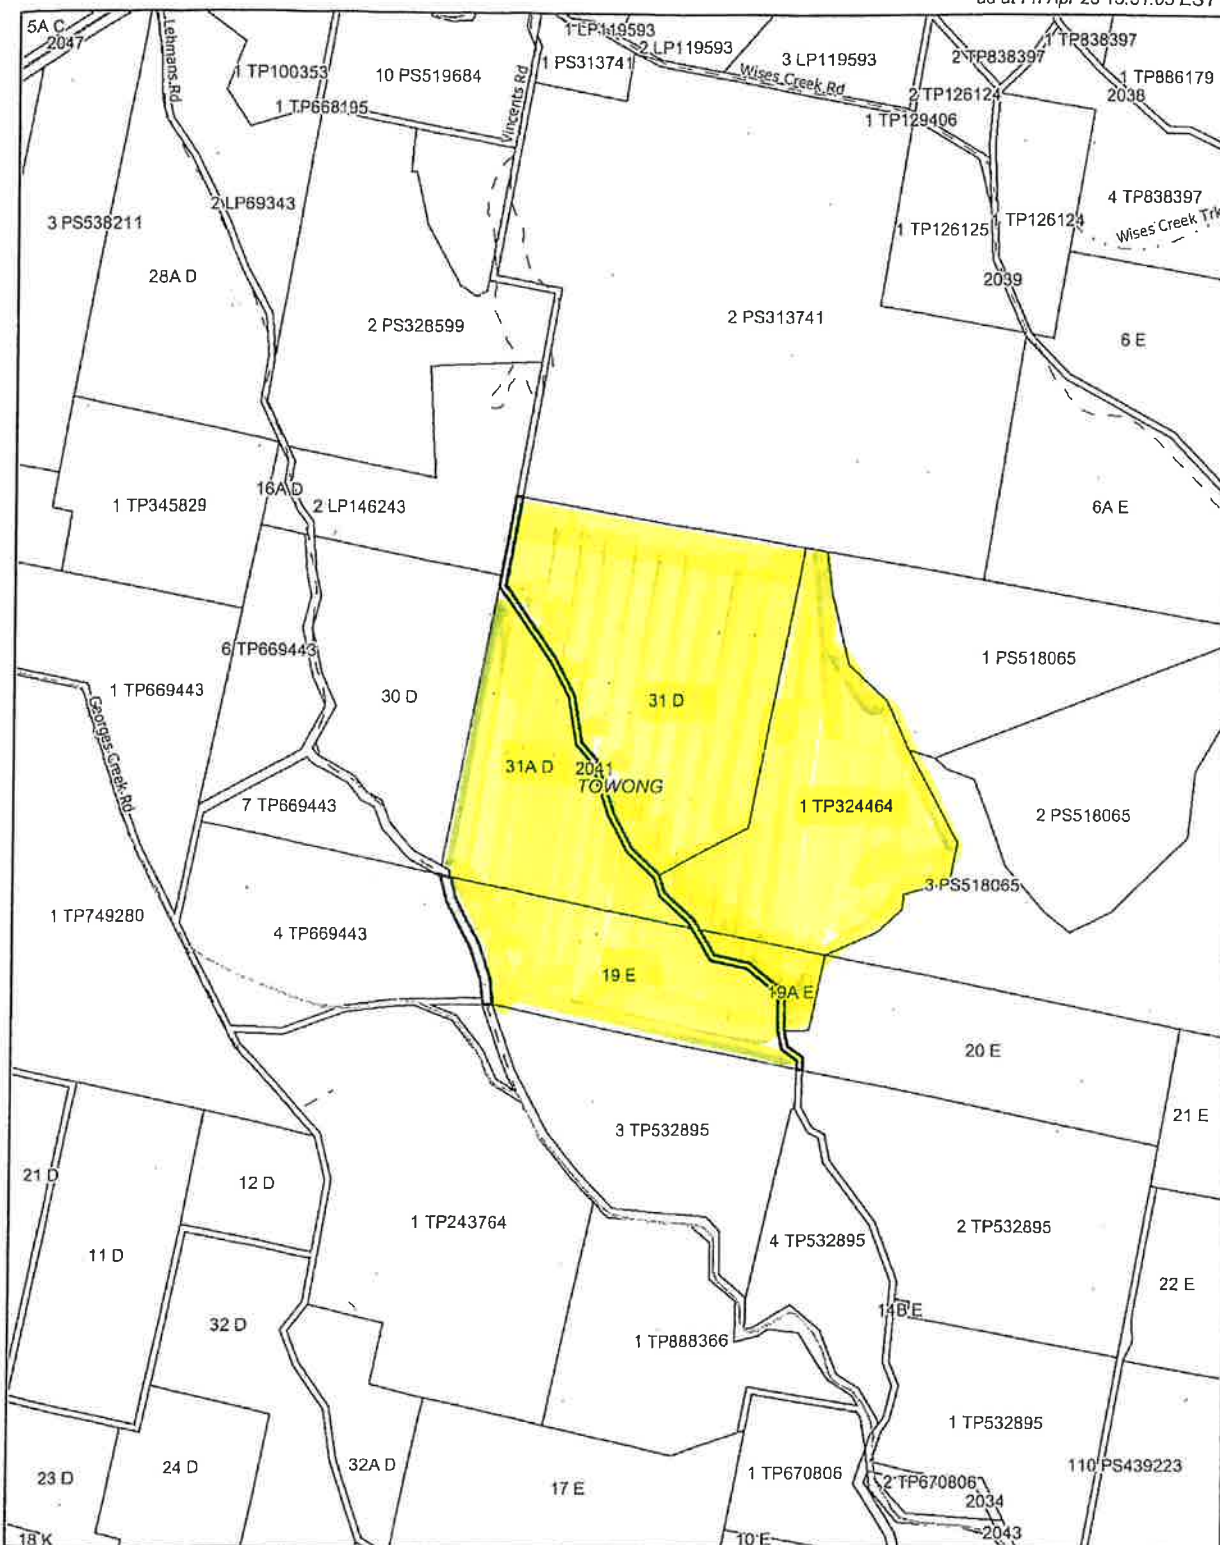 5A C
2047
Lehmans Rd
1 TP100353
10 PS519684
1 TP668195
Vincents Rd
1 LP119593
2 LP119593
1 PS313741
3 LP119593
Wises Creek Rd
2 TP838397
1 TP838397
1 TP886179
2 TP126124
2038
1 TP129406
3 PS538211
2 LP69343
4 TP838397
1 TP126125
1 TP126124
Wises Creek Trk
28A D
2039
2 PS328599
2 PS313741
6 E
1 TP345829
16A D
2 LP146243
6A E
6 TP669443
1 TP669443
30 D
31 D
1 PS518065
Georges Creek Rd
31A D
2041
TOWONG
7 TP669443
1 TP324464
2 PS518065
3 PS518065
1 TP749280
4 TP669443
19 E
19A E
20 E
3 TP532895
21 E
21 D
12 D
1 TP243764
4 TP532895
2 TP532895
11 D
22 E
32 D
14B E
1 TP888366
1 TP532895
23 D
24 D
32A D
17 E
1 TP670806
2 TP670806
110 PS439223
2034
2043
18 K
10 E